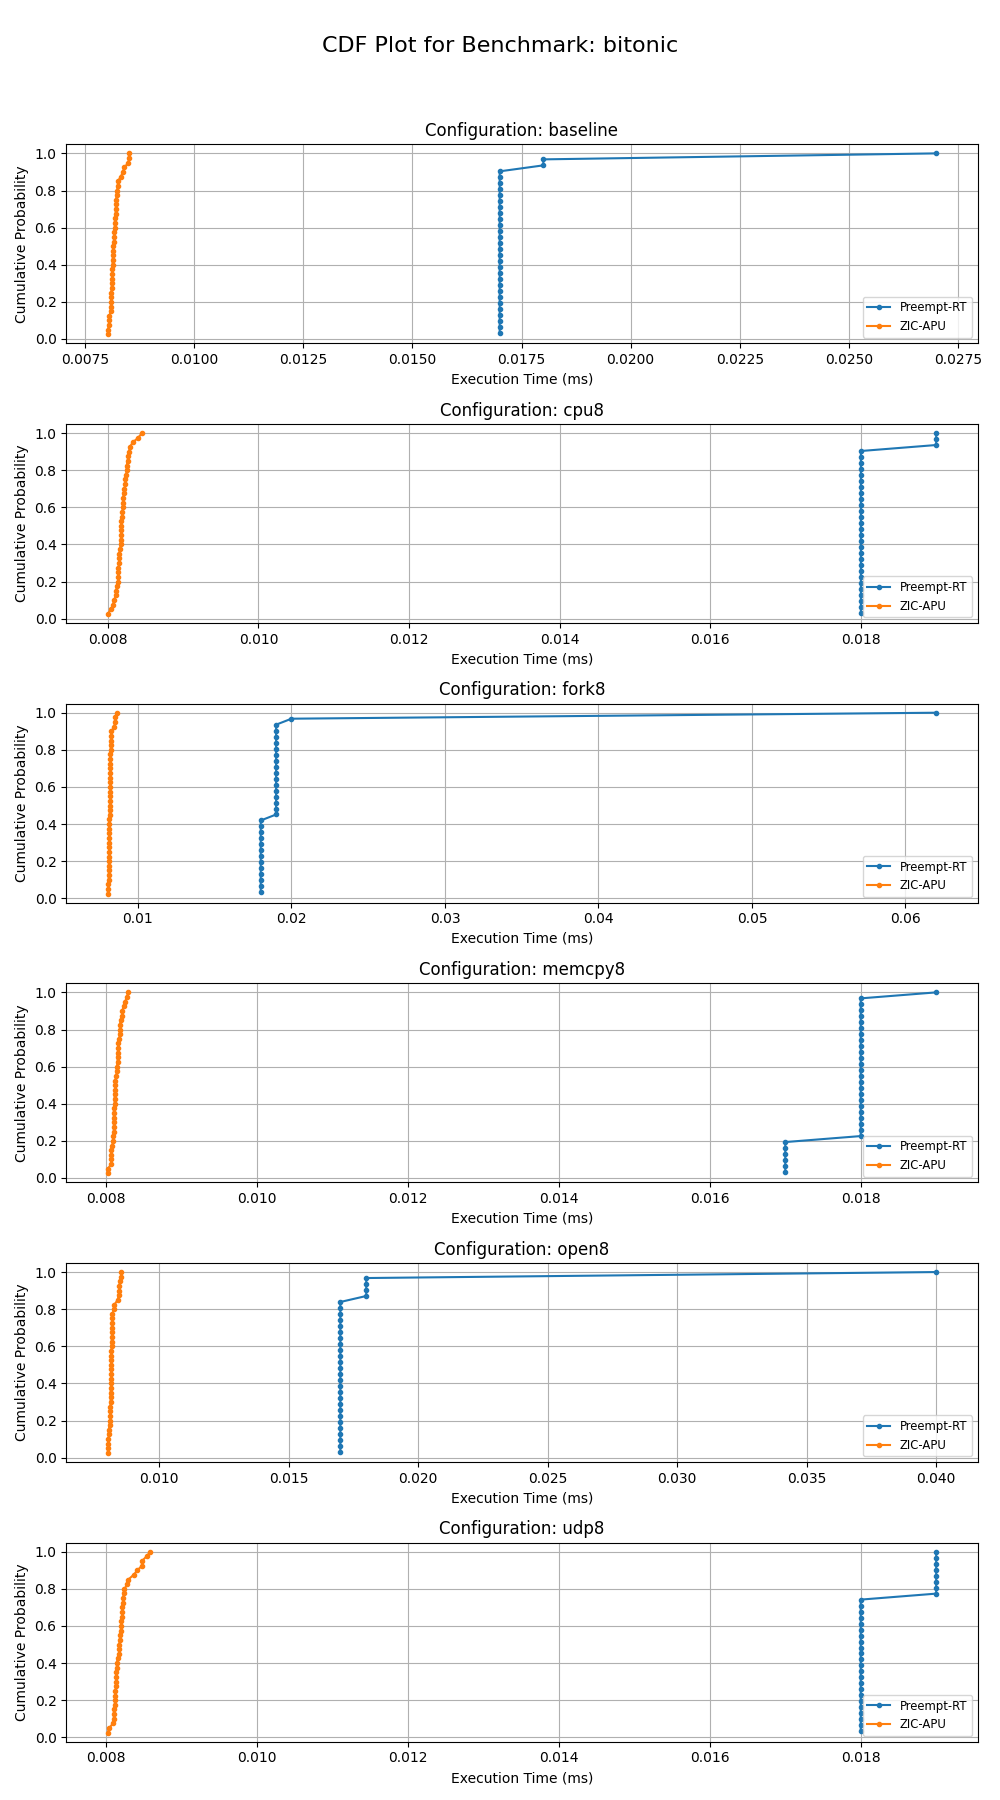 CDF Plot for Benchmark: bitonic
Configuration: baseline
Cumulative Probability
1.0
0.8
0.6
0.4
0.2
0.0
Preempt-RT
ZIC-APU
0.0075 0.0100 0.0125 0.0150 0.0175 0.0200 0.0225 0.0250 0.0275
Execution Time (ms)
Configuration: cpu8
Cumulative Probability
1.0
0.8
0.6
0.4
0.2
0.0
Preempt-RT
ZIC-APU
0.008 0.010 0.012 0.014 0.016 0.018
Execution Time (ms)
Configuration: fork8
Cumulative Probability
1.0
0.8
0.6
0.4
0.2
0.0
Preempt-RT
ZIC-APU
0.01 0.02 0.03 0.04 0.05 0.06
Execution Time (ms)
Configuration: memcpy8
Cumulative Probability
1.0
0.8
0.6
0.4
0.2
0.0
Preempt-RT
ZIC-APU
0.008 0.010 0.012 0.014 0.016 0.018
Execution Time (ms)
Configuration: open8
Cumulative Probability
1.0
0.8
0.6
0.4
0.2
0.0
Preempt-RT
ZIC-APU
0.010 0.015 0.020 0.025 0.030 0.035 0.040
Execution Time (ms)
Configuration: udp8
Cumulative Probability
1.0
0.8
0.6
0.4
0.2
0.0
Preempt-RT
ZIC-APU
0.008 0.010 0.012 0.014 0.016 0.018
Execution Time (ms)